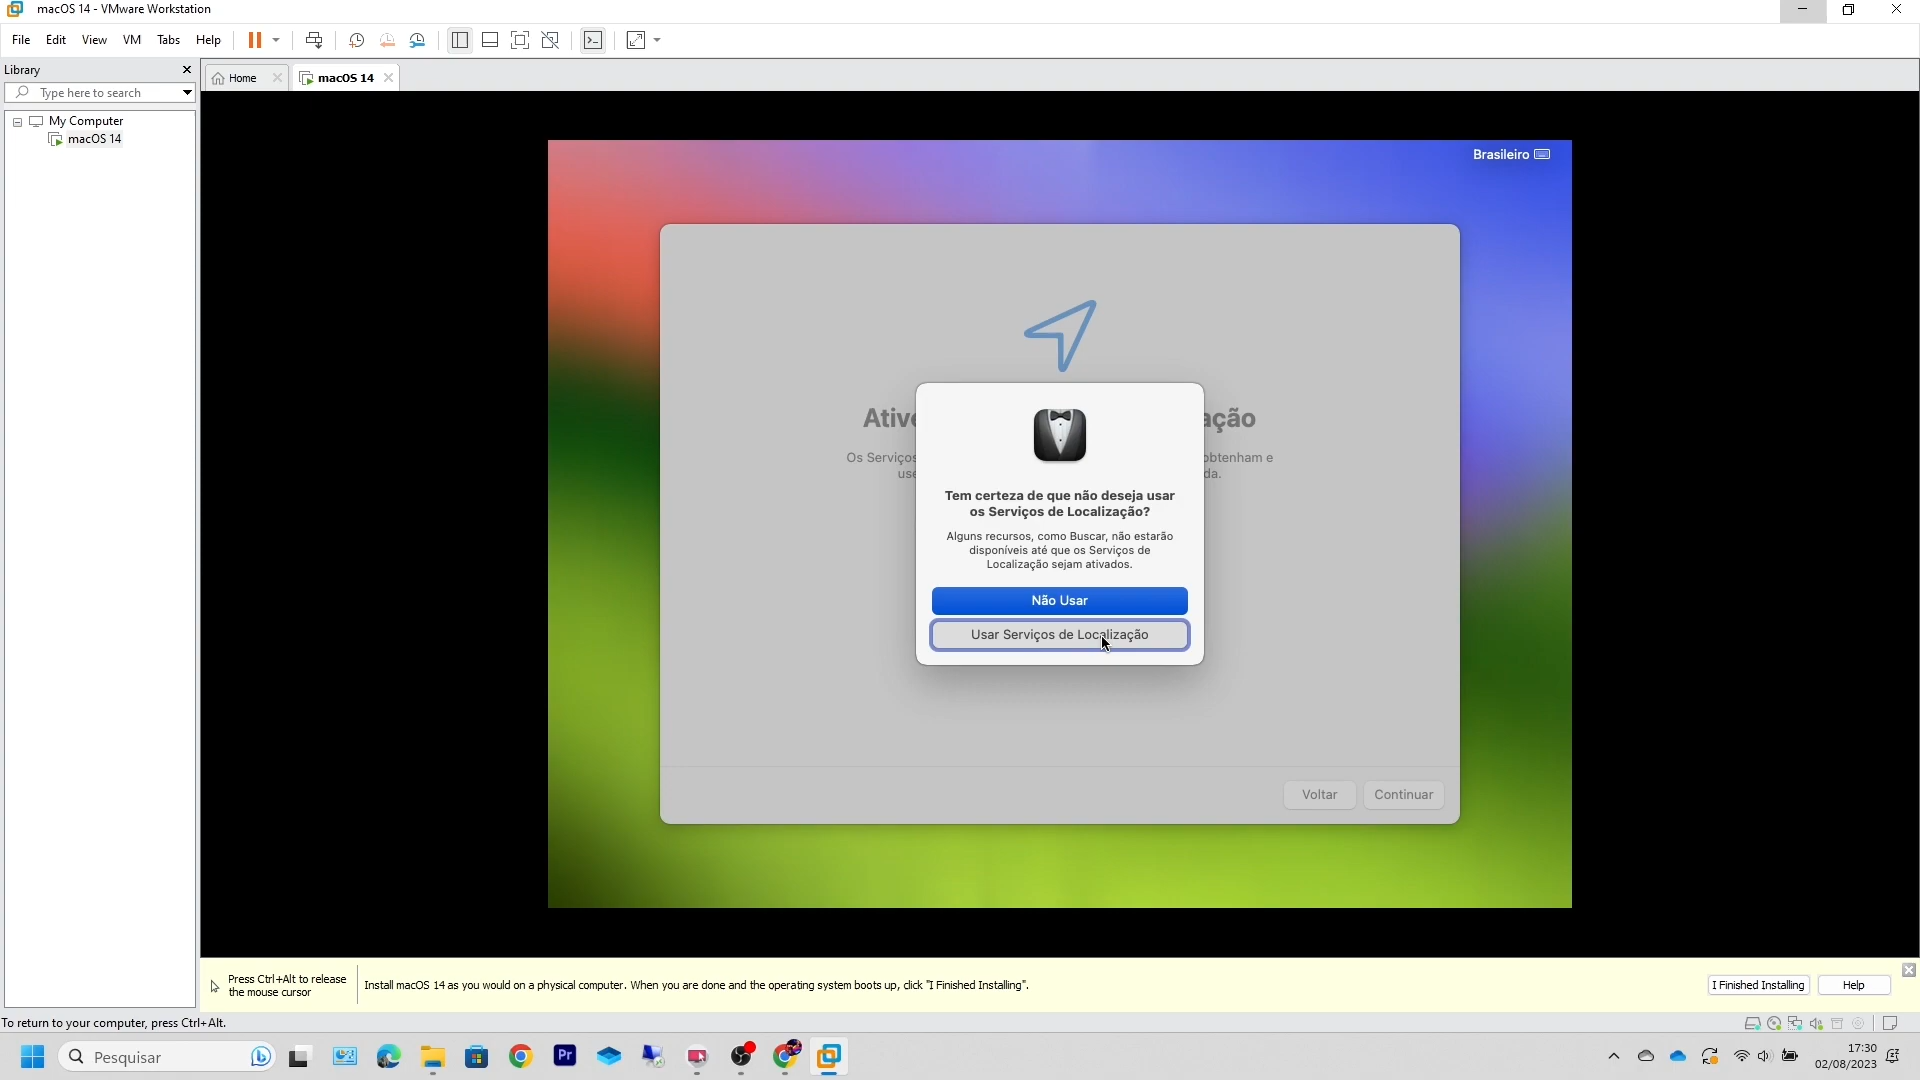 macOS 14 - VMware Workstation
File Edit View VM Tabs Help
Library
Home
macOS 14
Type here to search
My Computer
macOS 14
Brasileiro
Ative
ação
Os Serviços
obtenham e
use
da.
Tem certeza de que não deseja usar
os Serviços de Localização?
Alguns recursos, como Buscar, não estarão
disponíveis até que os Serviços de
Localização sejam ativados.
Não Usar
Usar Serviços de Localização
Voltar
Continuar
Press Ctrl+Alt to release
the mouse cursor
Install macOS 14 as you would on a physical computer. When you are done and the operating system boots up, click "I Finished Installing".
I Finished Installing
Help
To return to your computer, press Ctrl+Alt.
Pesquisar
Pr
17:30
02/08/2023